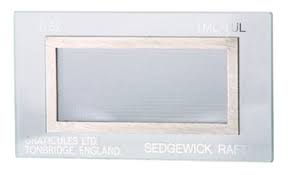 GRATICULES LTD
TONBRIDGE, ENGLAND.
SEDGEWICK RAFT